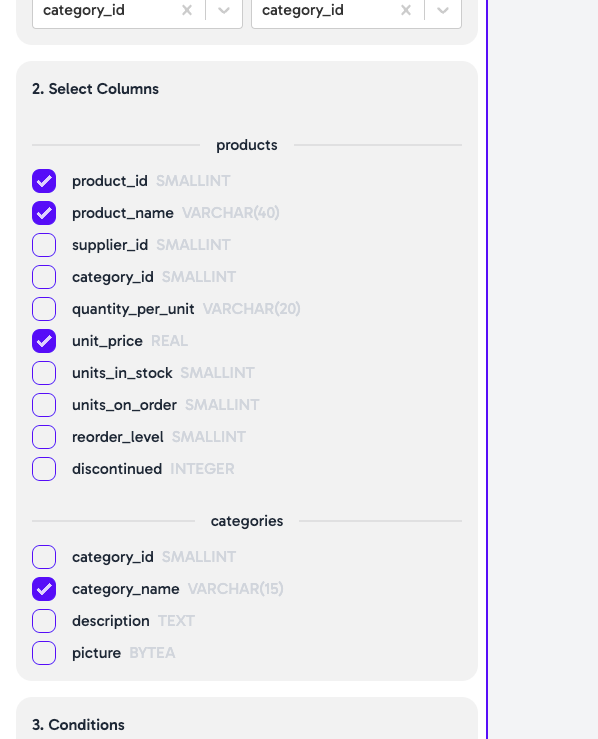 category_id category_id
2. Select Columns
products
product_id SMALLINT
product_name VARCHAR(40)
supplier_id SMALLINT
category_id SMALLINT
quantity_per_unit VARCHAR(20)
unit_price REAL
units_in_stock SMALLINT
units_on_order SMALLINT
reorder_level SMALLINT
discontinued INTEGER
categories
category_id SMALLINT
category_name VARCHAR(15)
description TEXT
picture BYTEA
3. Conditions